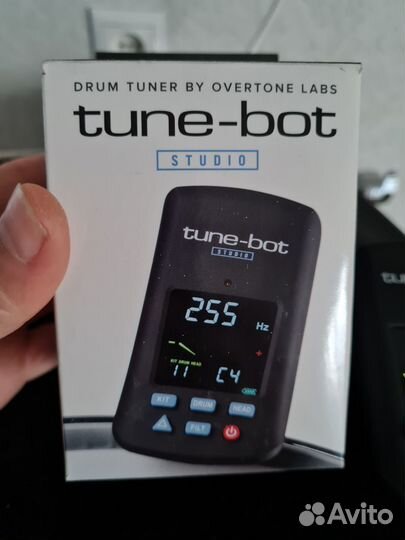 DRUM TUNER BY OVERTONE LABS
tune-bot
STUDIO
tune-bot
STUDIO
255 Hz
KIT DRUM HEAD
11 C4
KIT DRUM HEAD
FILT
Avito